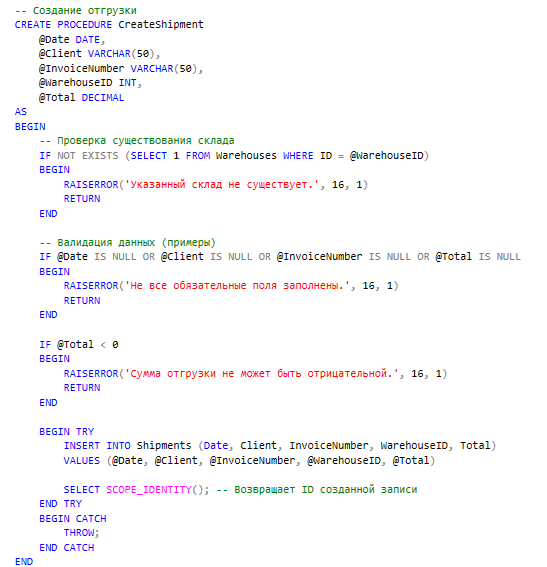 -- Создание отгрузки
CREATE PROCEDURE CreateShipment
    @Date DATE,
    @Client VARCHAR(50),
    @InvoiceNumber VARCHAR(50),
    @WarehouseID INT,
    @Total DECIMAL
AS
BEGIN
    -- Проверка существования склада
    IF NOT EXISTS (SELECT 1 FROM Warehouses WHERE ID = @WarehouseID)
    BEGIN
        RAISERROR('Указанный склад не существует.', 16, 1)
        RETURN
    END

    -- Валидация данных (примеры)
    IF @Date IS NULL OR @Client IS NULL OR @InvoiceNumber IS NULL OR @Total IS NULL
    BEGIN
        RAISERROR('Не все обязательные поля заполнены.', 16, 1)
        RETURN
    END

    IF @Total < 0
    BEGIN
        RAISERROR('Сумма отгрузки не может быть отрицательной.', 16, 1)
        RETURN
    END

    BEGIN TRY
        INSERT INTO Shipments (Date, Client, InvoiceNumber, WarehouseID, Total)
        VALUES (@Date, @Client, @InvoiceNumber, @WarehouseID, @Total)

        SELECT SCOPE_IDENTITY(); -- Возвращает ID созданной записи
    END TRY
    BEGIN CATCH
        THROW;
    END CATCH
END